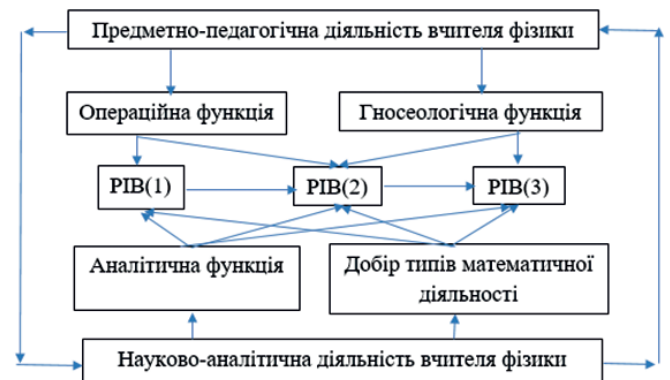 Предметно-педагогічна діяльність вчителя фізики
Операційна функція
Гносеологічна функція
РІВ(1)
РІВ(2)
РІВ(3)
Аналітична функція
Добір типів математичної
діяльності
Науково-аналітична діяльність вчителя фізики